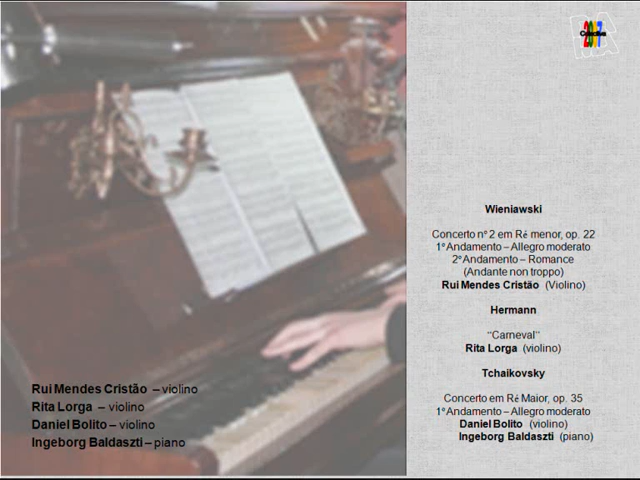 Rui Mendes Cristão – violino
Rita Lorga – violino
Daniel Bolito – violino
Ingeborg Baldaszti – piano
Wieniawski
Concerto nº 2 em Ré menor, op. 22
1º Andamento – Allegro moderato
2º Andamento – Romance
(Andante non troppo)
Rui Mendes Cristão (Violino)
Hermann
“Carneval”
Rita Lorga (violino)
Tchaikovsky
Concerto em Ré Maior, op. 35
1º Andamento – Allegro moderato
Daniel Bolito (violino)
Ingeborg Baldaszti (piano)